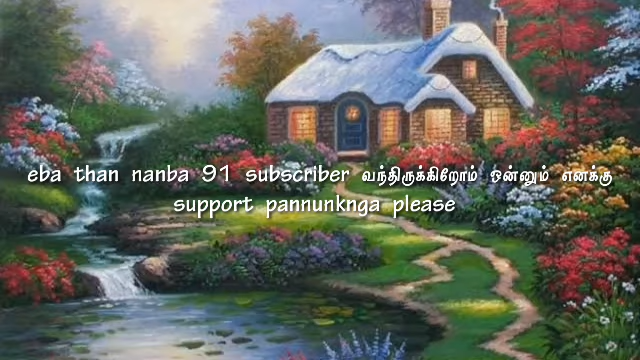 eba than nanba 91 subscriber வந்திருக்கிறோம் ஒன்னும் எனக்கு
support pannunknga please